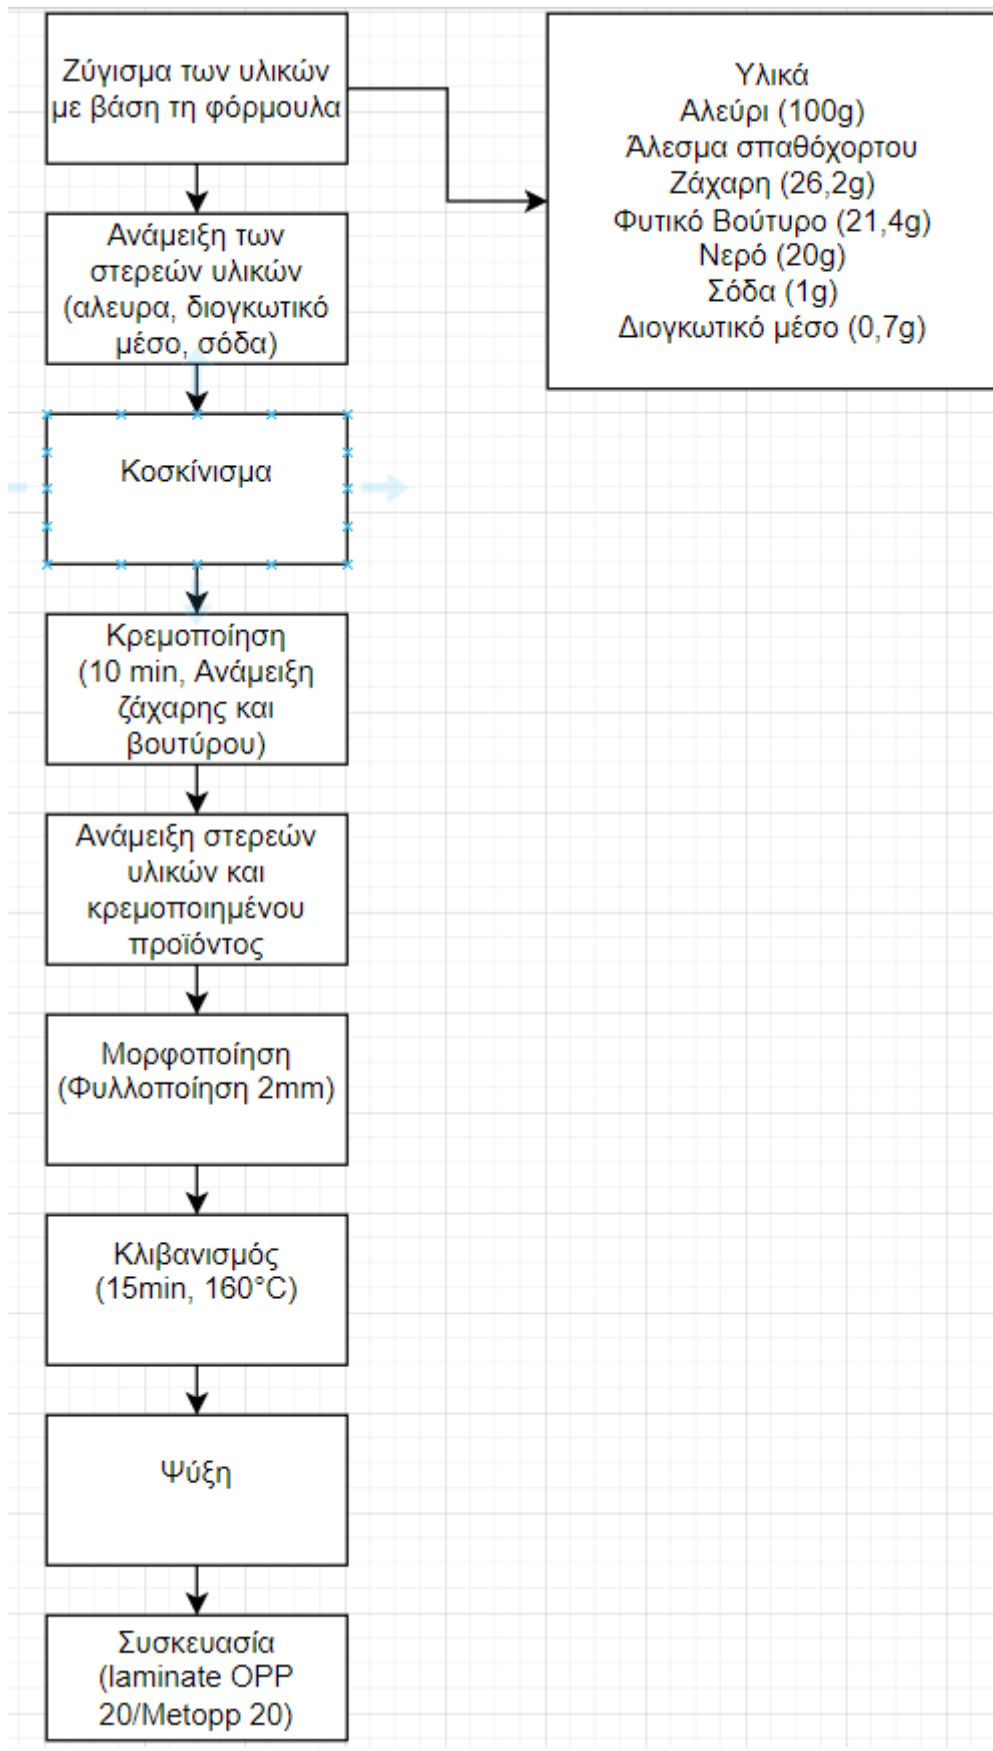 Ζύγισμα των υλικών
με βάση τη φόρμουλα
Υλικά
Αλεύρι (100g)
Άλεσμα σπαθόχορτου
Ζάχαρη (26,2g)
Φυτικό Βούτυρο (21,4g)
Νερό (20g)
Σόδα (1g)
Διογκωτικό μέσο (0,7g)
Ανάμειξη των
στερεών υλικών
(αλευρα, διογκωτικό
μέσο, σόδα)
Κοσκίνισμα
Κρεμοποίηση
(10 min, Ανάμειξη
ζάχαρης και
βουτύρου)
Ανάμειξη στερεών
υλικών και
κρεμοποιημένου
προϊόντος
Μορφοποίηση
(Φυλλοποίηση 2mm)
Κλιβανισμός
(15min, 160°C)
Ψύξη
Συσκευασία
(laminate OPP
20/Metopp 20)